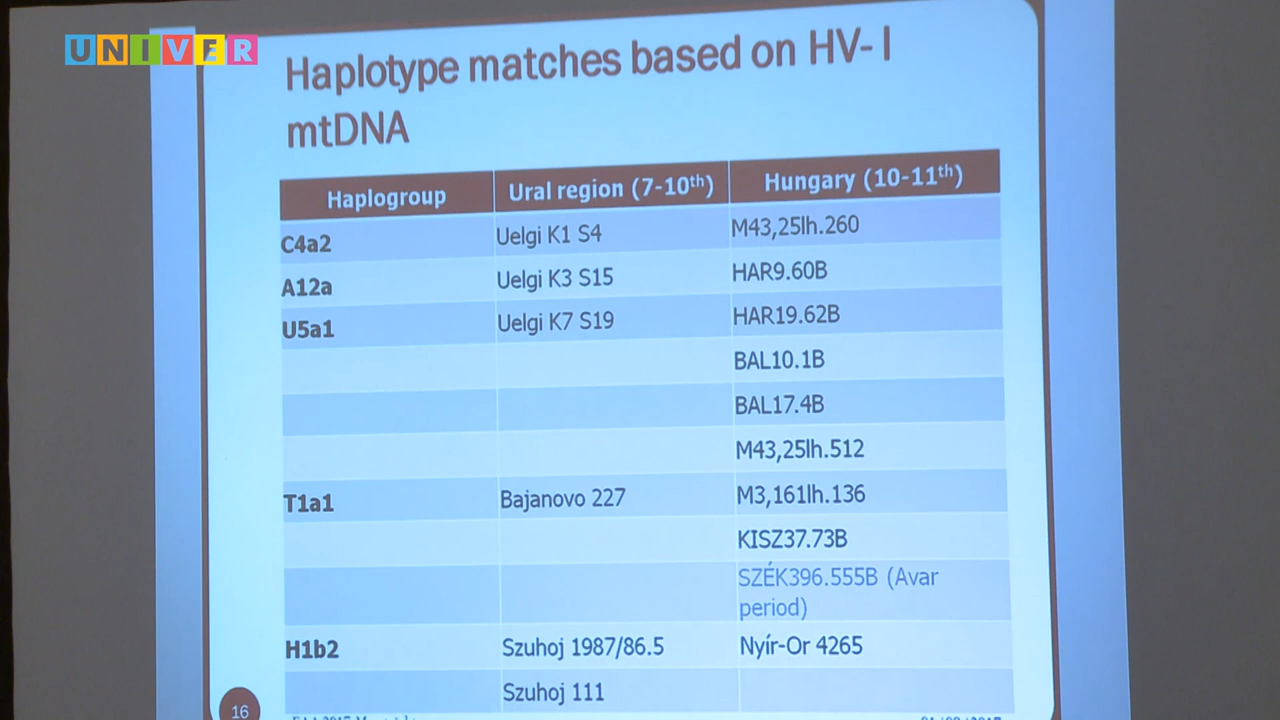 UNIVER
Haplotype matches based on HV- I
mtDNA
Haplogroup Ural region (7-10th) Hungary (10-11th)
C4a2 Uelgi K1 S4 M43,25lh.260
A12a Uelgi K3 S15 HAR9.60B
U5a1 Uelgi K7 S19 HAR19.62B
BAL10.1B
BAL17.4B
M43,25lh.512
T1a1 Bajanovo 227 M3,161lh.136
KISZ37.73B
SZÉK396.555B (Avar
period)
H1b2 Szuhoj 1987/86.5 Nyír-Or 4265
Szuhoj 111
16